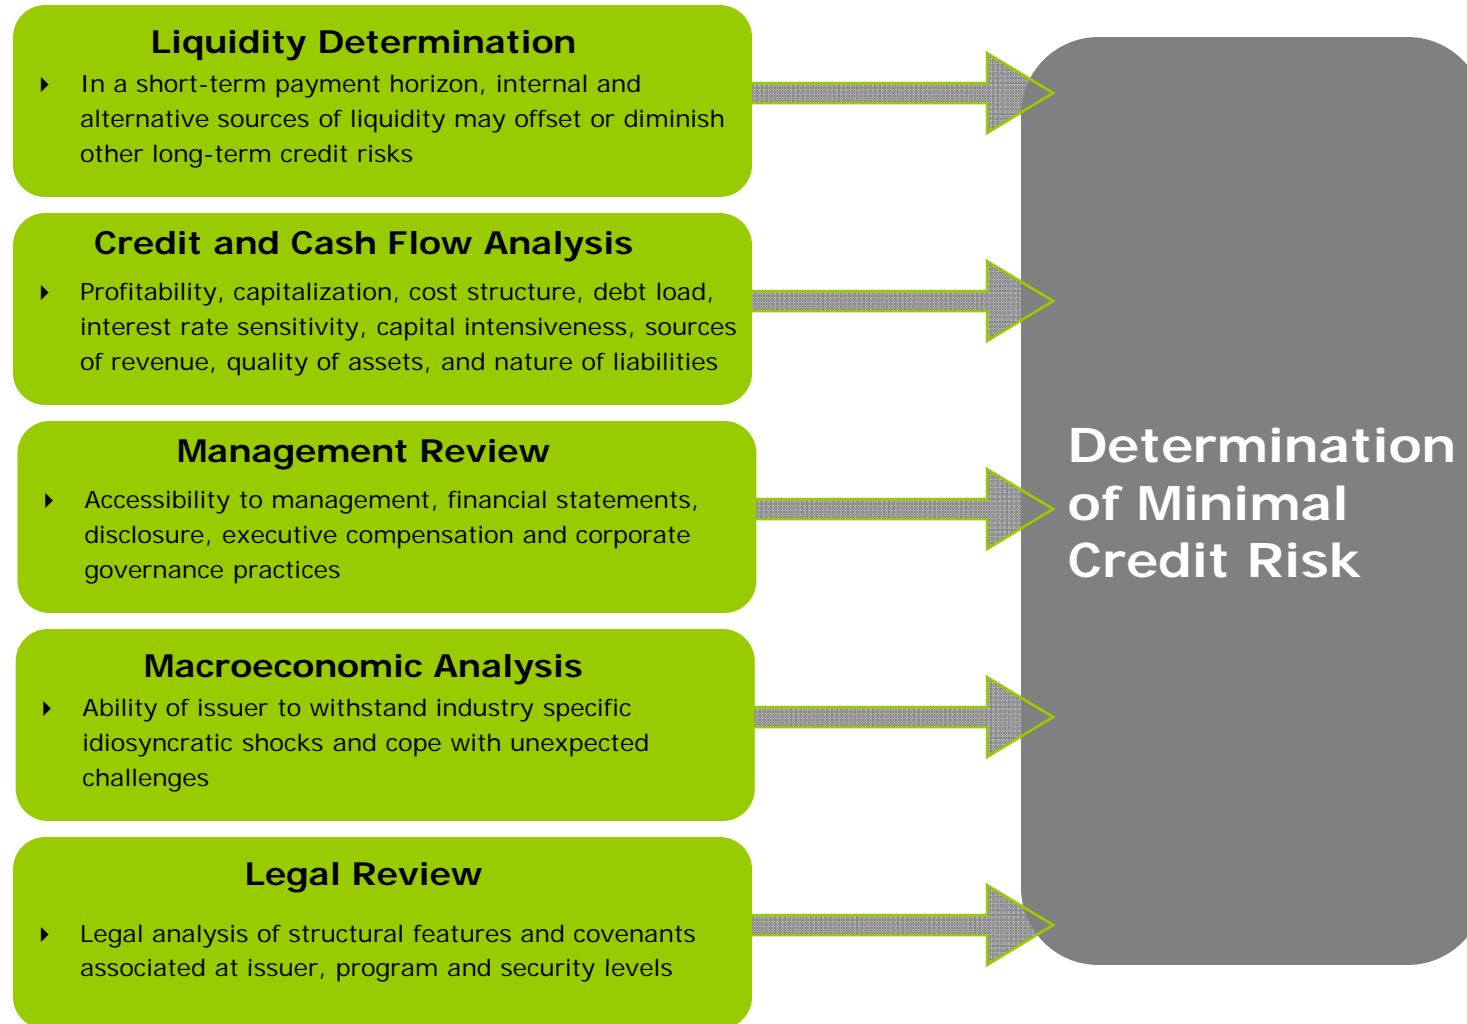 Liquidity Determination
In a short-term payment horizon, internal and
alternative sources of liquidity may offset or diminish
other long-term credit risks
Credit and Cash Flow Analysis
Profitability, capitalization, cost structure, debt load,
interest rate sensitivity, capital intensiveness, sources
of revenue, quality of assets, and nature of liabilities
Management Review
Accessibility to management, financial statements,
disclosure, executive compensation and corporate
governance practices
Macroeconomic Analysis
Ability of issuer to withstand industry specific
idiosyncratic shocks and cope with unexpected
challenges
Legal Review
Legal analysis of structural features and covenants
associated at issuer, program and security levels
Determination
of Minimal
Credit Risk